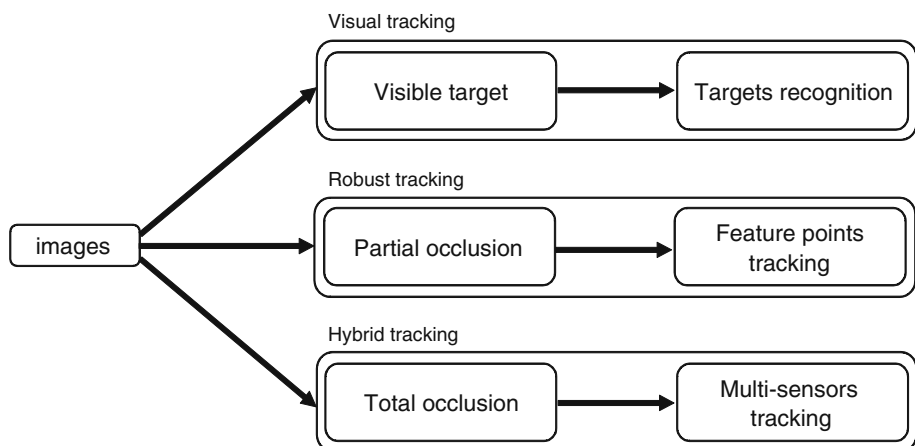 Visual tracking
Visible target
Targets recognition
Robust tracking
images
Partial occlusion
Feature points
tracking
Hybrid tracking
Total occlusion
Multi-sensors
tracking